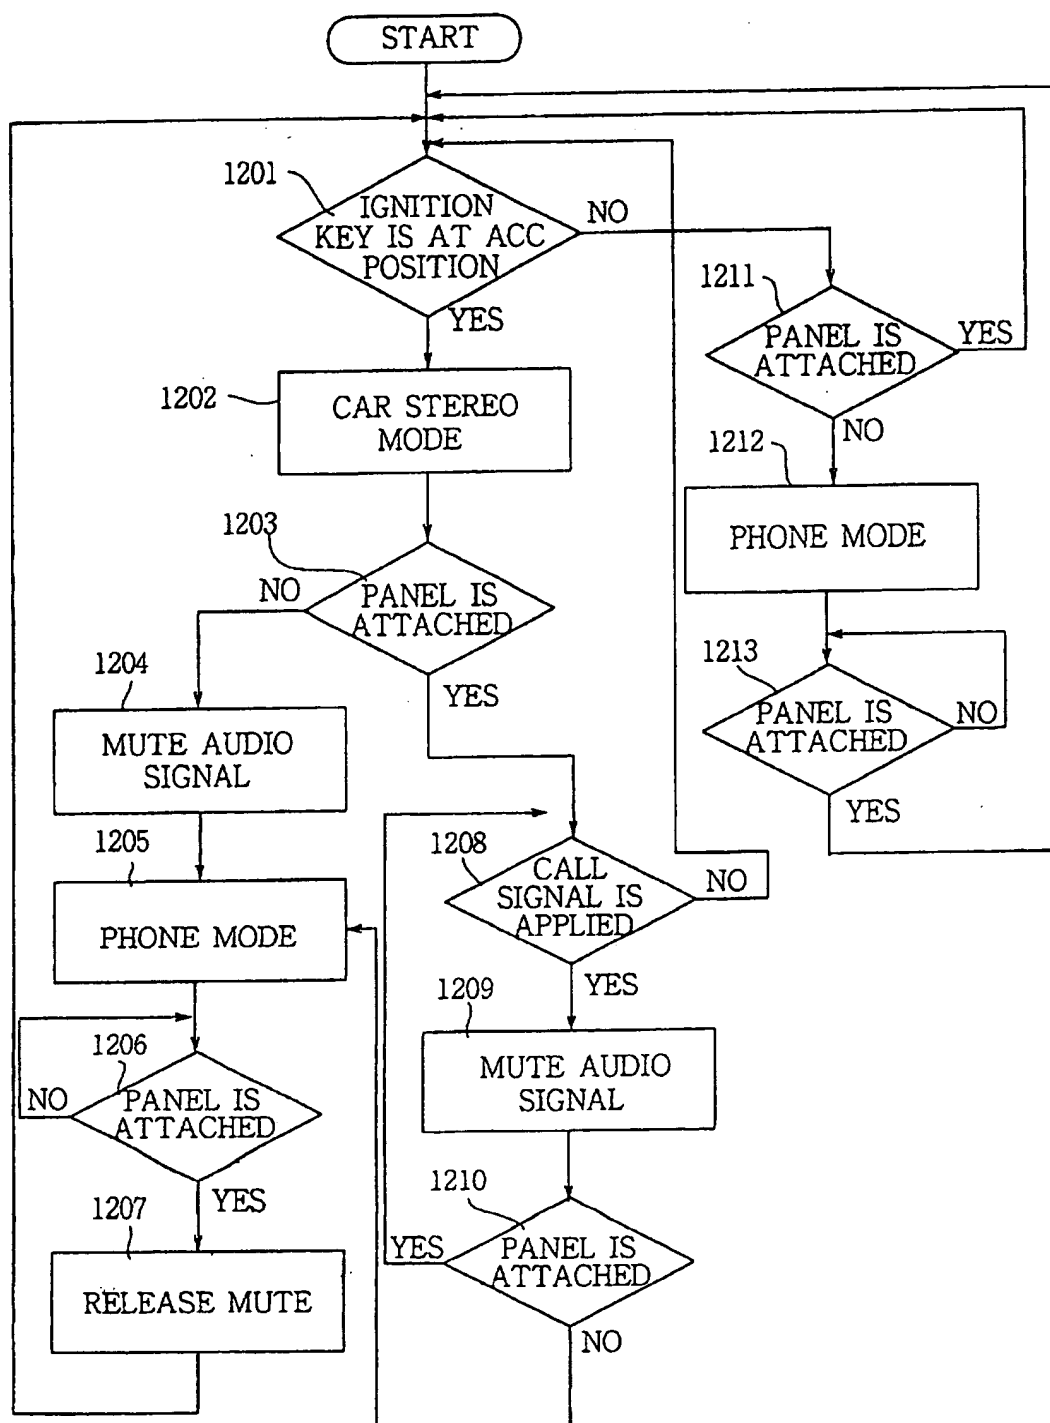 START
1201
IGNITION
KEY IS AT ACC
POSITION
NO
YES
1211
PANEL IS
ATTACHED
YES
NO
1202
CAR STEREO
MODE
1212
PHONE MODE
1203
PANEL IS
ATTACHED
NO
YES
1213
PANEL IS
ATTACHED
NO
YES
1204
MUTE AUDIO
SIGNAL
1205
PHONE MODE
1208
CALL
SIGNAL IS
APPLIED
NO
YES
1209
MUTE AUDIO
SIGNAL
1206
PANEL IS
ATTACHED
NO
YES
1210
PANEL IS
ATTACHED
YES
NO
1207
RELEASE MUTE